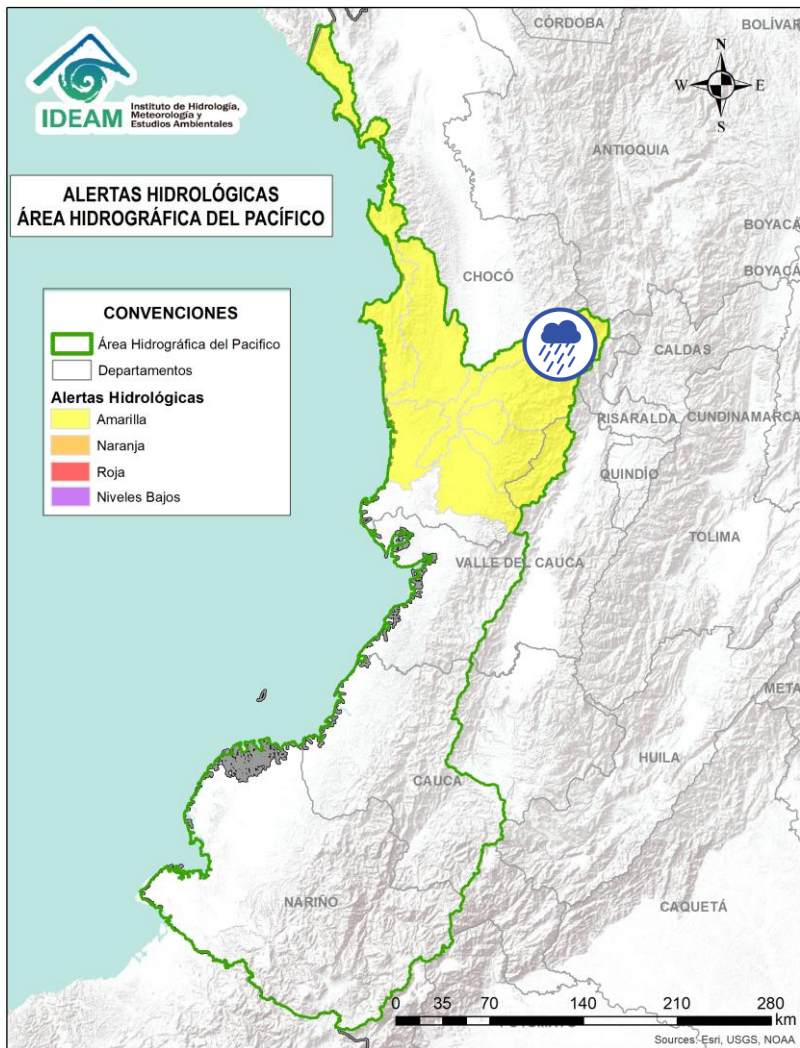 IDEAM
Instituto de Hidrología,
Meteorología y
Estudios Ambientales
CÓRDOBA
BOLÍVAR
N
W
E
S
ANTIOQUIA
ALERTAS HIDROLÓGICAS
ÁREA HIDROGRÁFICA DEL PACÍFICO
BOYACÁ
BOYACÁ
CHOCÓ
CONVENCIONES
Área Hidrográfica del Pacifico
Departamentos
Alertas Hidrológicas
Amarilla
Naranja
Roja
Niveles Bajos
CALDAS
RISARALDA
CUNDINAMARCA
QUINDÍO
TOLIMA
VALLE DEL CAUCA
META
HUILA
CAUCA
NARIÑO
CAQUETÁ
0 35 70 140 210 280
km
Sources: Esri, USGS, NOAA